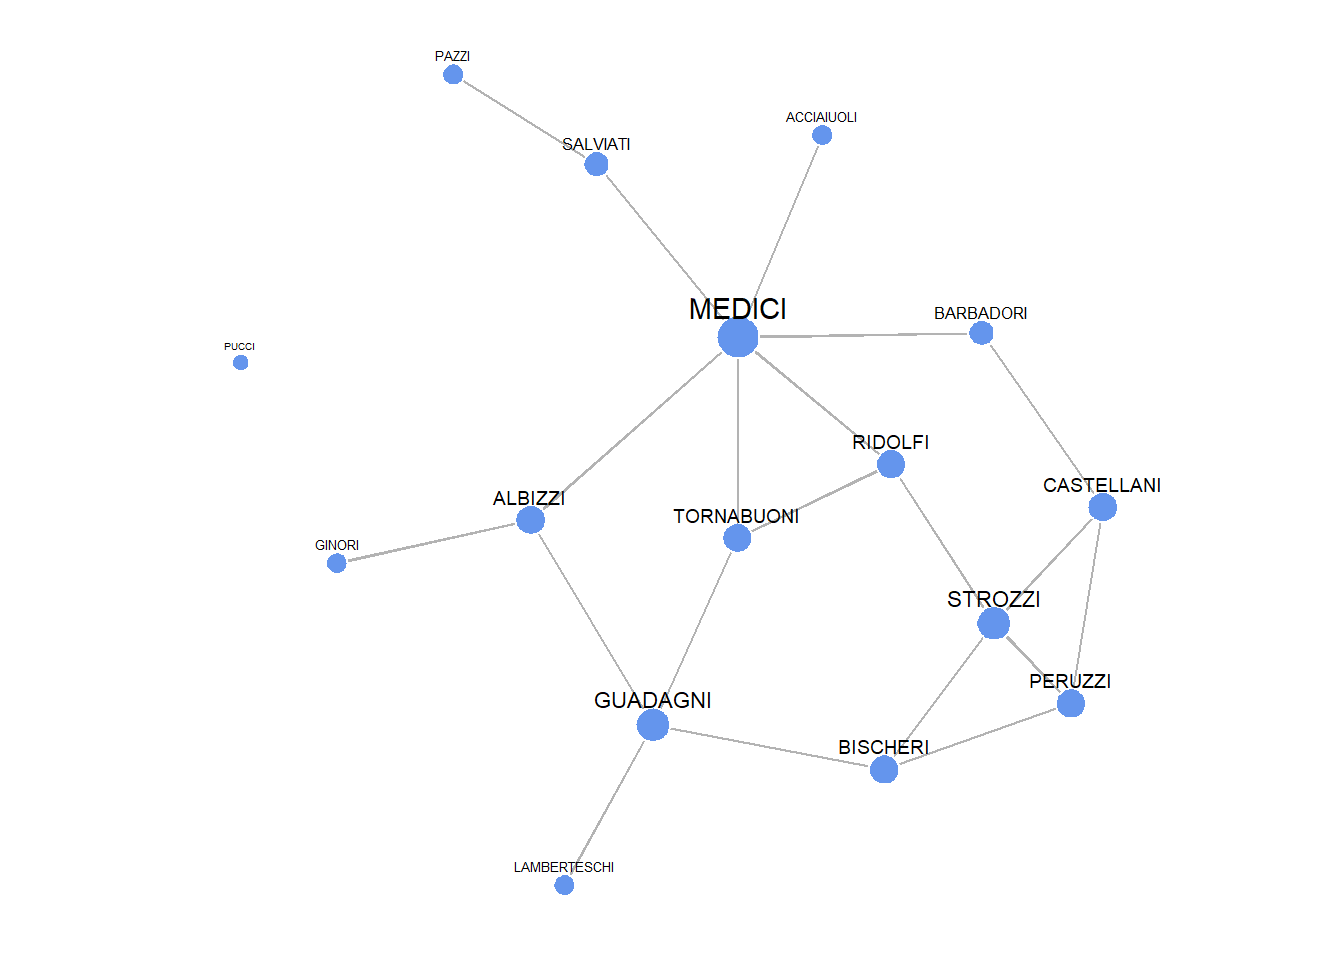 PAZZI
ACCIAIUOLI
SALVIATI
MEDICI
BARBADORI
PUCCI
RIDOLFI
CASTELLANI
ALBIZZI
TORNABUONI
GINORI
STROZZI
PERUZZI
GUADAGNI
BISCHERI
LAMBERTESCHI